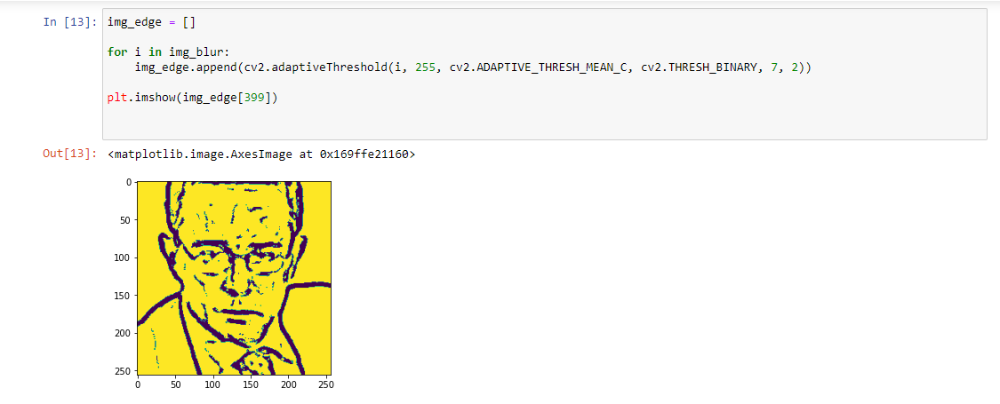 In [13]: img_edge = []
for i in img_blur:
    img_edge.append(cv2.adaptiveThreshold(i, 255, cv2.ADAPTIVE_THRESH_MEAN_C, cv2.THRESH_BINARY, 7, 2))
plt.imshow(img_edge[399])
Out[13]: <matplotlib.image.AxesImage at 0x169ffe21160>
0
50
100
150
200
250
0 50 100 150 200 250